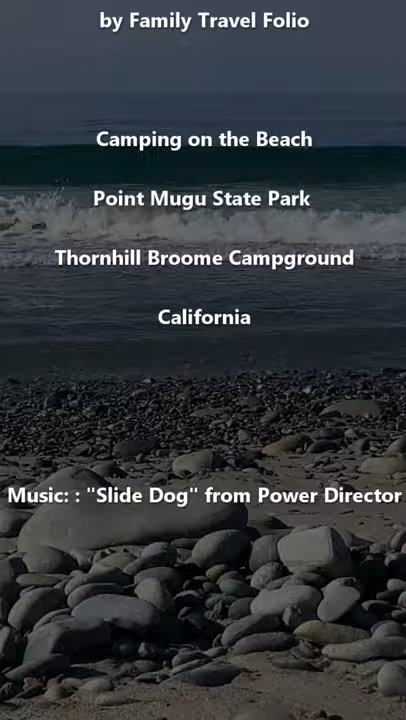 by Family Travel Folio
Camping on the Beach
Point Mugu State Park
Thornhill Broome Campground
California
Music: : "Slide Dog" from Power Director